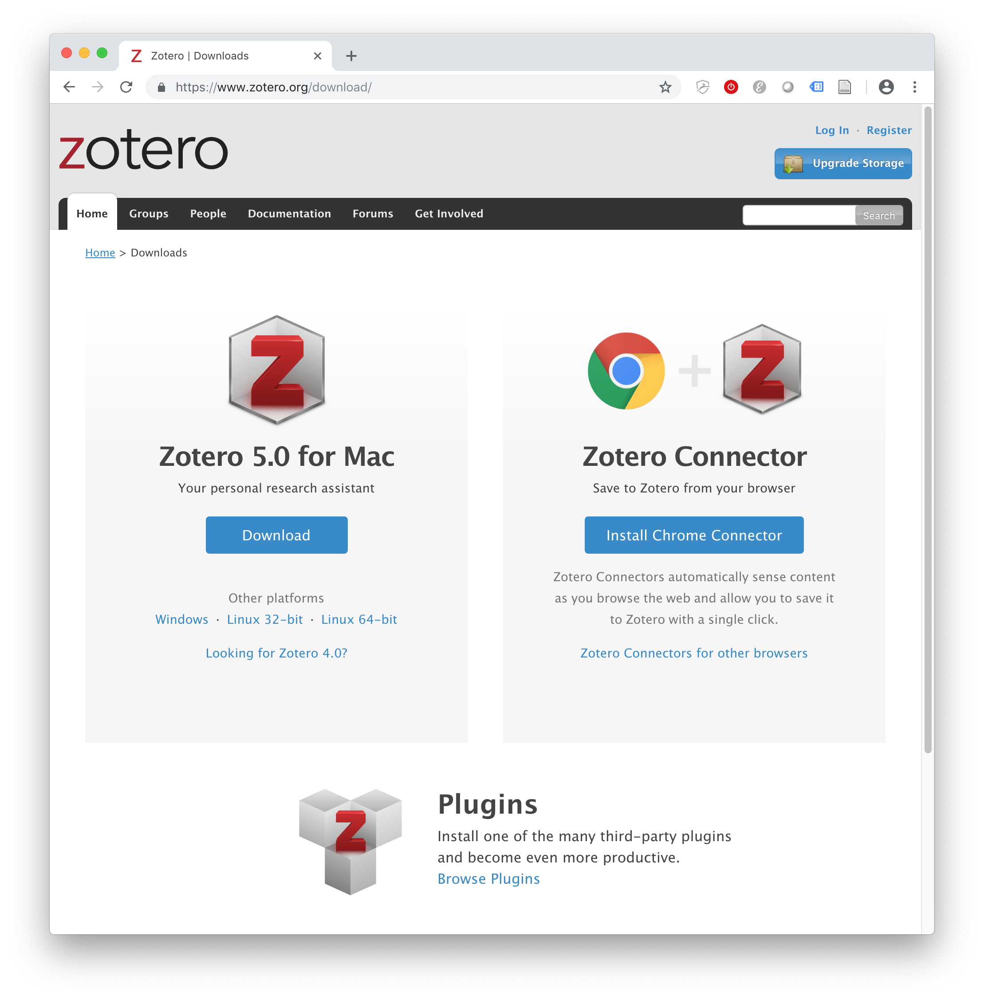 Zotero | Downloads
https://www.zotero.org/download/
Log In · Register
zotero
Upgrade Storage
Home Groups People Documentation Forums Get Involved Search
Home > Downloads
Zotero 5.0 for Mac
Your personal research assistant
Download
Other platforms
Windows · Linux 32-bit · Linux 64-bit
Looking for Zotero 4.0?
Zotero Connector
Save to Zotero from your browser
Install Chrome Connector
Zotero Connectors automatically sense content
as you browse the web and allow you to save it
to Zotero with a single click.
Zotero Connectors for other browsers
Plugins
Install one of the many third-party plugins
and become even more productive.
Browse Plugins